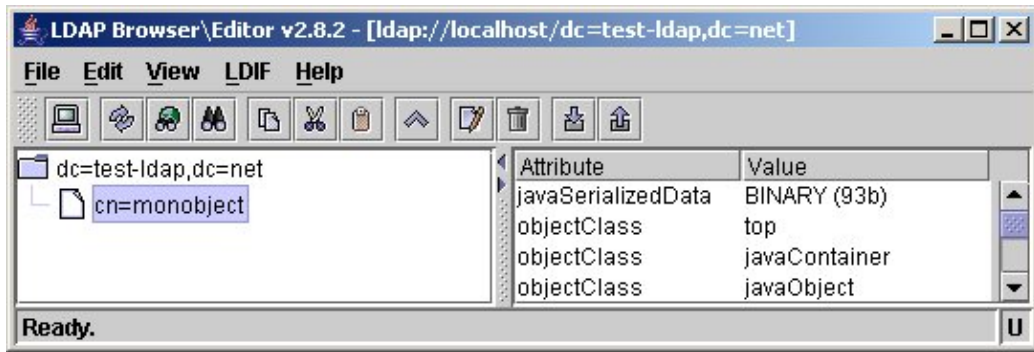 LDAP Browser\Editor v2.8.2 - [ldap://localhost/dc=test-ldap,dc=net]
File Edit View LDIF Help
dc=test-ldap,dc=net
cn=monobject
Attribute Value
javaSerializedData BINARY (93b)
objectClass top
objectClass javaContainer
objectClass javaObject
Ready. U